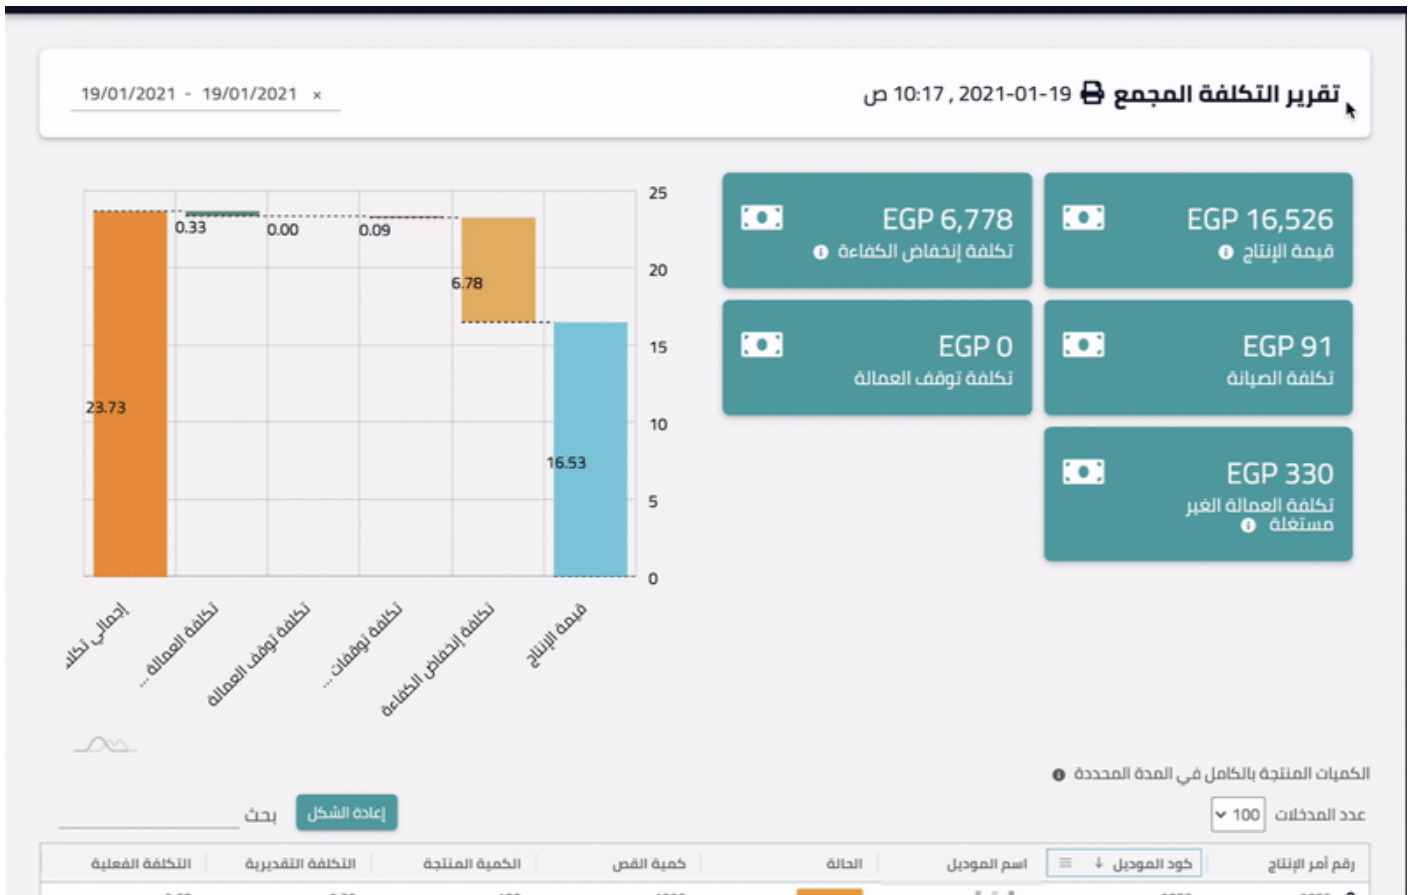 تقرير التكلفة المجمع 2021-01-19 , 10:17 ص
19/01/2021 - 19/01/2021 ×
EGP 16,526
قيمة الإنتاج
EGP 6,778
تكلفة إنخفاض الكفاءة
EGP 91
تكلفة الصيانة
EGP 0
تكلفة توقف العمالة
EGP 330
تكلفة العمالة الغير
مستغلة
25
20
15
10
5
0
16.53
6.78
0.09
0.00
0.33
23.73
قيمة الإنتاج
تكلفة إنخفاض الكفاءة
تكلفة توقفات ...
تكلفة توقف العمالة
تكلفة العمالة ...
إجمالي تكلف
الكميات المنتجة بالكامل في المدة المحددة
عدد المدخلات 100
إعادة الشكل
بحث
رقم أمر الإنتاج
كود الموديل
اسم الموديل
الحالة
كمية القص
الكمية المنتجة
التكلفة التقديرية
التكلفة الفعلية